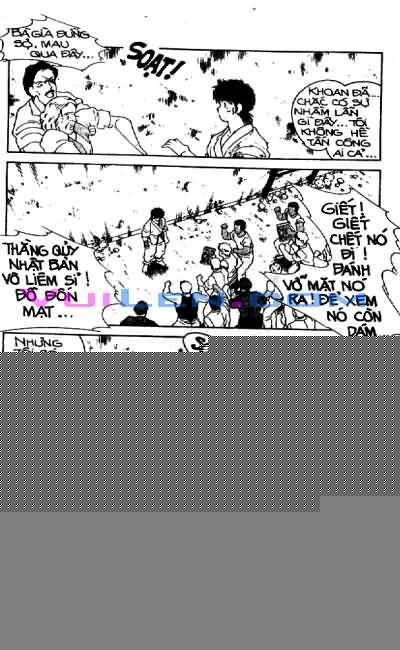 BÀ GIÀ ĐỪNG
SỢ, MAU
QUA ĐÂY...
SOẠT!
KHOAN ĐÃ...
CHẮC CÓ SỰ
NHẦM LẪN
GÌ ĐÂY... TÔI
KHÔNG HỀ
TẤN CÔNG
AI CẢ...
GIẾT!
GIẾT
CHẾT NÓ
ĐI!
ĐÁNH
VỠ MẶT NÓ
RA! ĐỂ XEM
NÓ CÒN
DÁM
THẰNG QUỶ
NHẬT BẢN
VÔ LIÊM SỈ!
ĐỒ ĐỐN
MẠT...
VUILEN.COM
NHƯNG